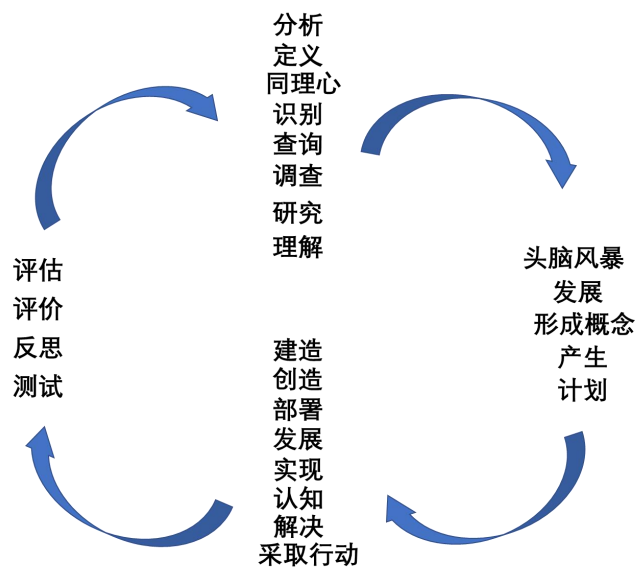 分析
定义
同理心
识别
查询
调查
研究
理解
头脑风暴
发展
形成概念
产生
计划
建造
创造
部署
发展
实现
认知
解决
采取行动
评估
评价
反思
测试